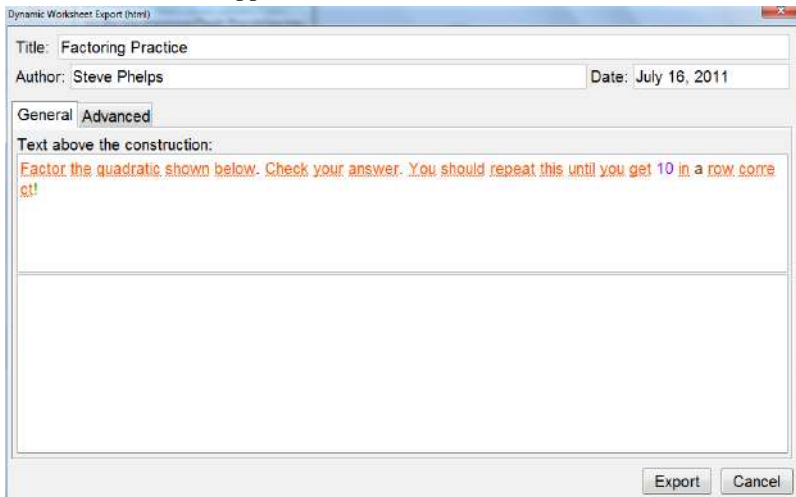 Dynamic Worksheet Export (html)
Title: Factoring Practice
Author: Steve Phelps Date: July 16, 2011
General Advanced
Text above the construction:
Factor the quadratic shown below. Check your answer. You should repeat this until you get 10 in a row corre
ct!
Export Cancel